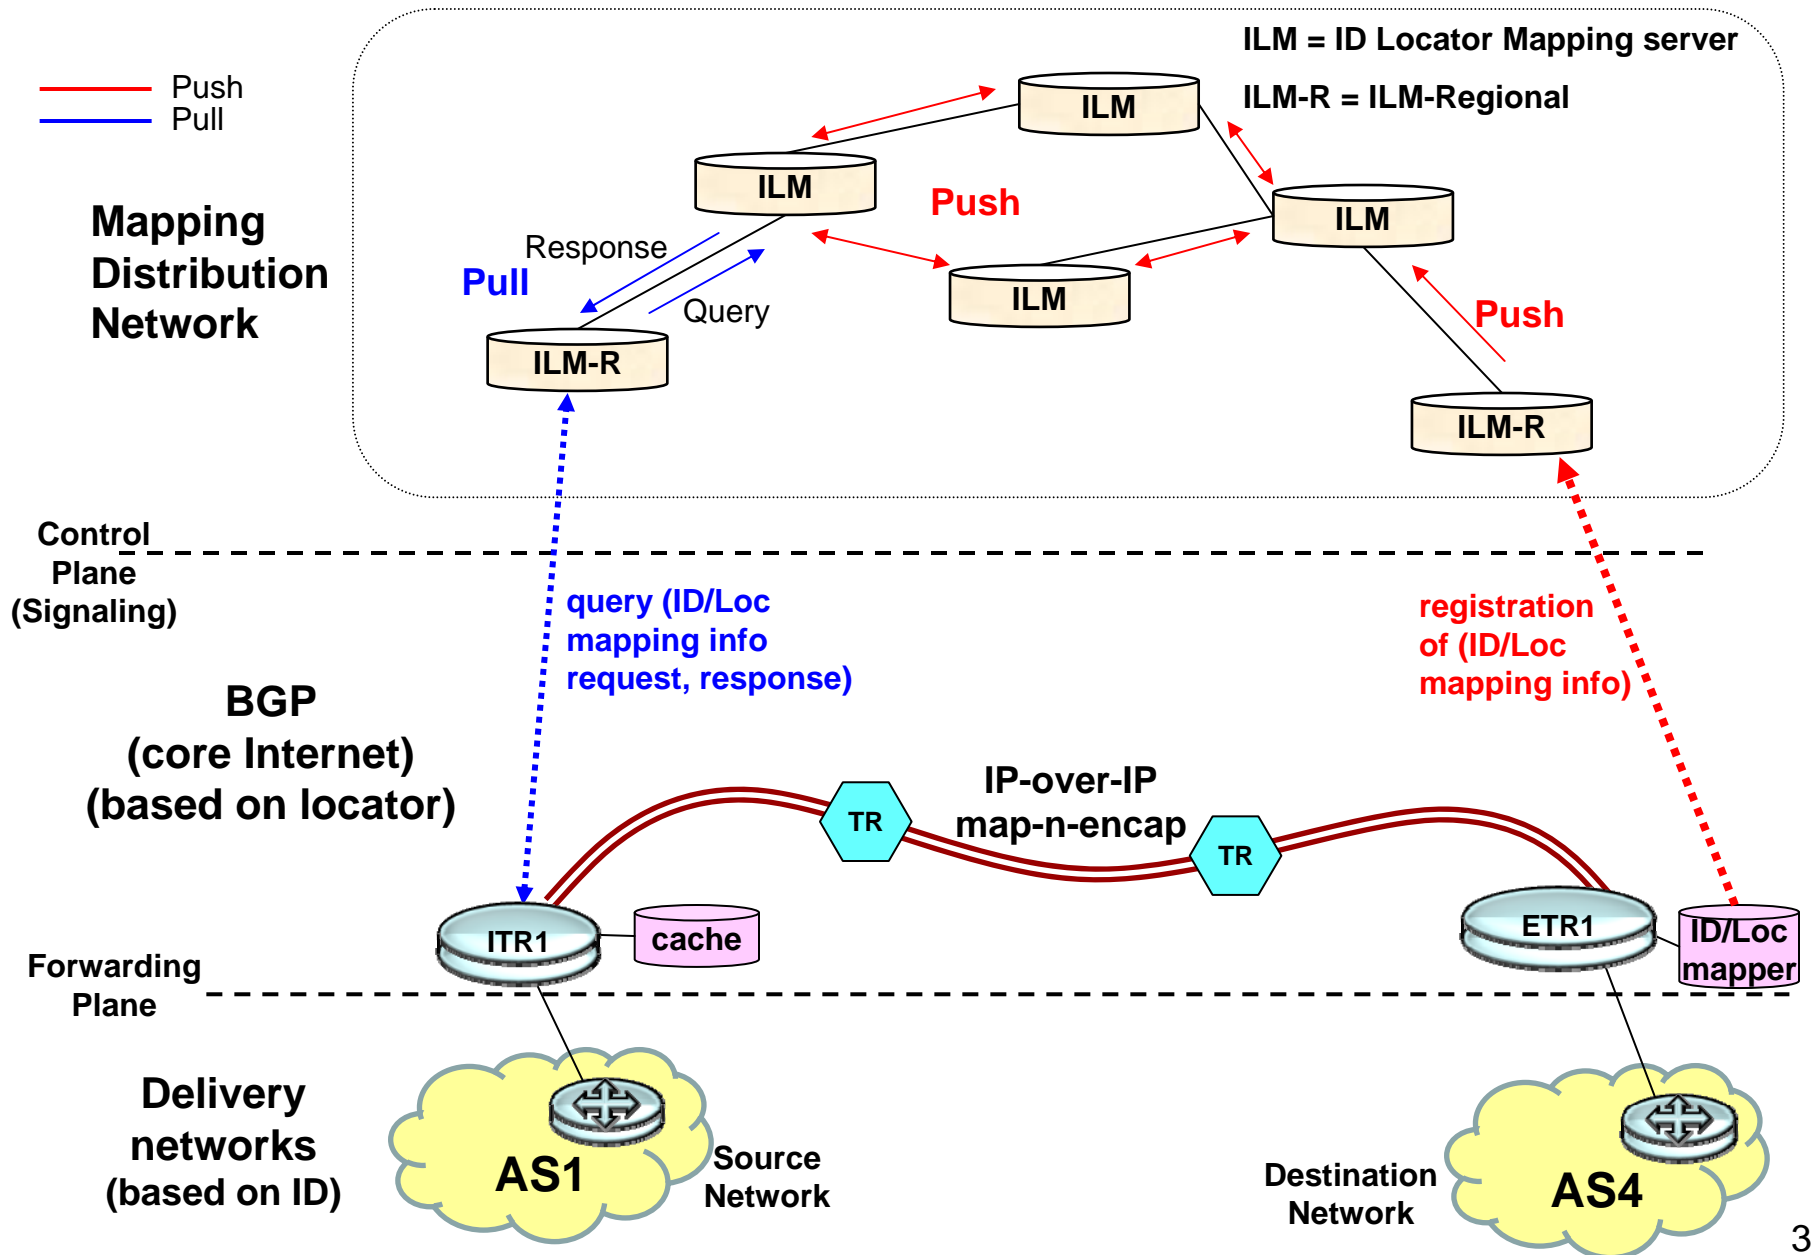 ILM = ID Locator Mapping server
ILM-R = ILM-Regional
Push
Pull
Mapping
Distribution
Network
ILM
ILM
ILM
ILM
Push
Response
Pull
Query
Push
ILM-R
ILM-R
Control
Plane
(Signaling)
query (ID/Loc
mapping info
request, response)
registration
of (ID/Loc
mapping info)
BGP
(core Internet)
(based on locator)
IP-over-IP
map-n-encap
TR
TR
ITR1
cache
ETR1
ID/Loc
mapper
Forwarding
Plane
Delivery
networks
(based on ID)
AS1
Source
Network
Destination
Network
AS4
3